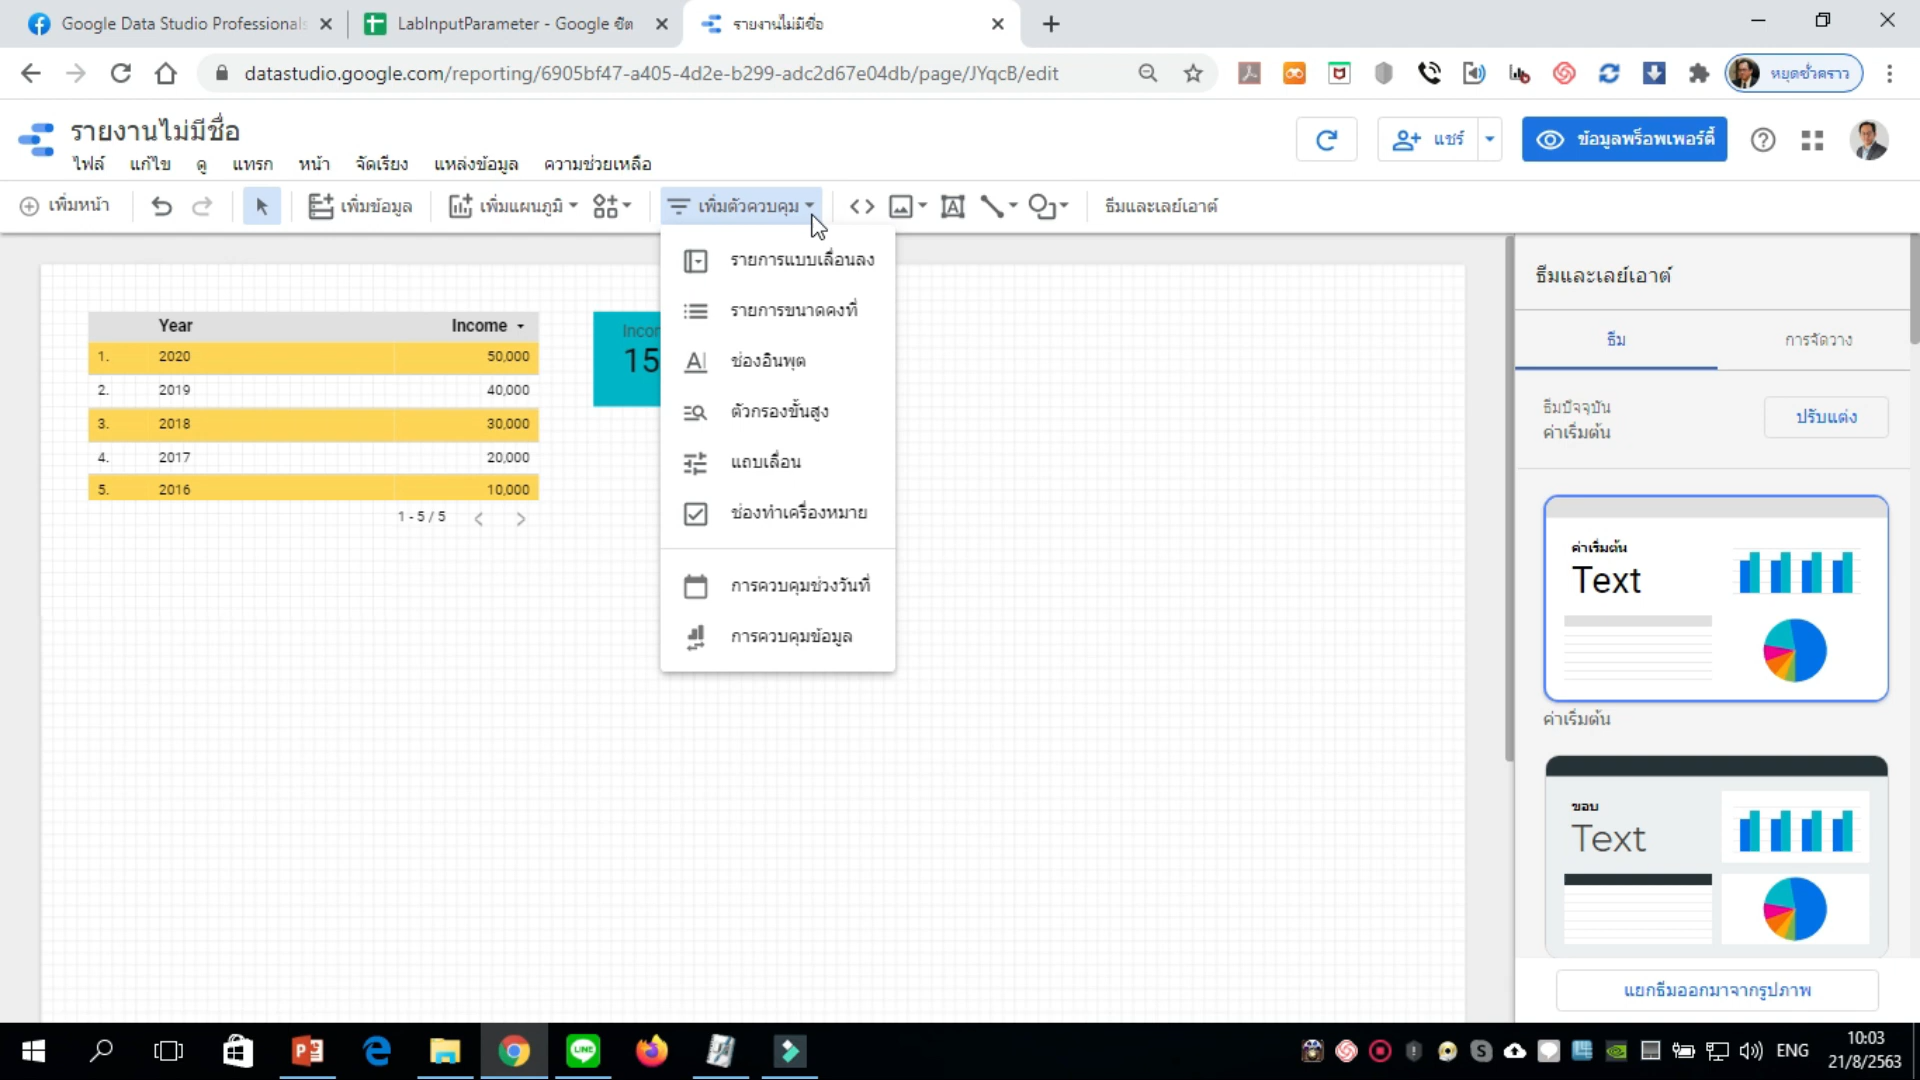 Google Data Studio Professionals
LabInputParameter - Google ชีต
รายงานไม่มีชื่อ
datastudio.google.com/reporting/6905bf47-a405-4d2e-b299-adc2d67e04db/page/JYqcB/edit
หยุดชั่วคราว
รายงานไม่มีชื่อ
ไฟล์ แก้ไข ดู แทรก หน้า จัดเรียง แหล่งข้อมูล ความช่วยเหลือ
แชร์
ข้อมูลพร็อพเพอร์ตี้
เพิ่มหน้า
เพิ่มข้อมูล
เพิ่มแผนภูมิ
เพิ่มตัวควบคุม
ธีมและเลย์เอาต์
รายการแบบเลื่อนลง
รายการขนาดคงที่
ช่องอินพุต
ตัวกรองขั้นสูง
แถบเลื่อน
ช่องทำเครื่องหมาย
การควบคุมช่วงวันที่
การควบคุมข้อมูล
Year Income
1. 2020 50,000
2. 2019 40,000
3. 2018 30,000
4. 2017 20,000
5. 2016 10,000
1 - 5 / 5
15
ธีมและเลย์เอาต์
ธีม การจัดวาง
ธีมปัจจุบัน
ค่าเริ่มต้น
ปรับแต่ง
ค่าเริ่มต้น
Text
ค่าเริ่มต้น
ขอบ
Text
แยกธีมออกมาจากรูปภาพ
LINE
ENG
10:03
21/8/2563